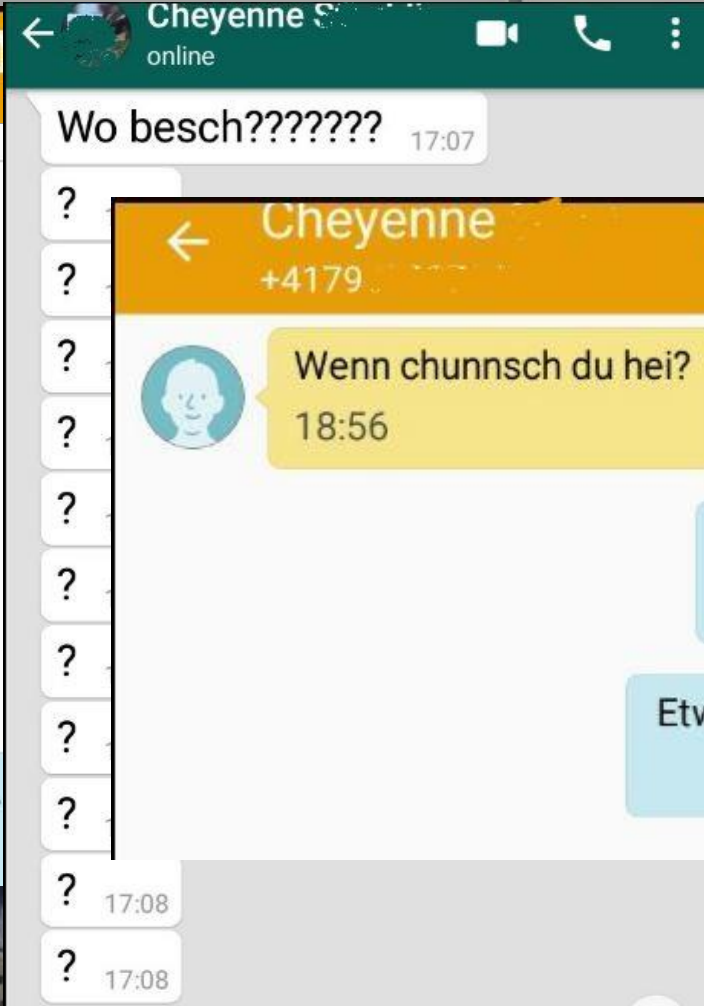 Cheyenne
online
Wo besch??????? 17:07
?
?
?
?
?
?
?
?
?
? 17:08
? 17:08
Cheyenne
+4179
Wenn chunnsch du hei?
18:56